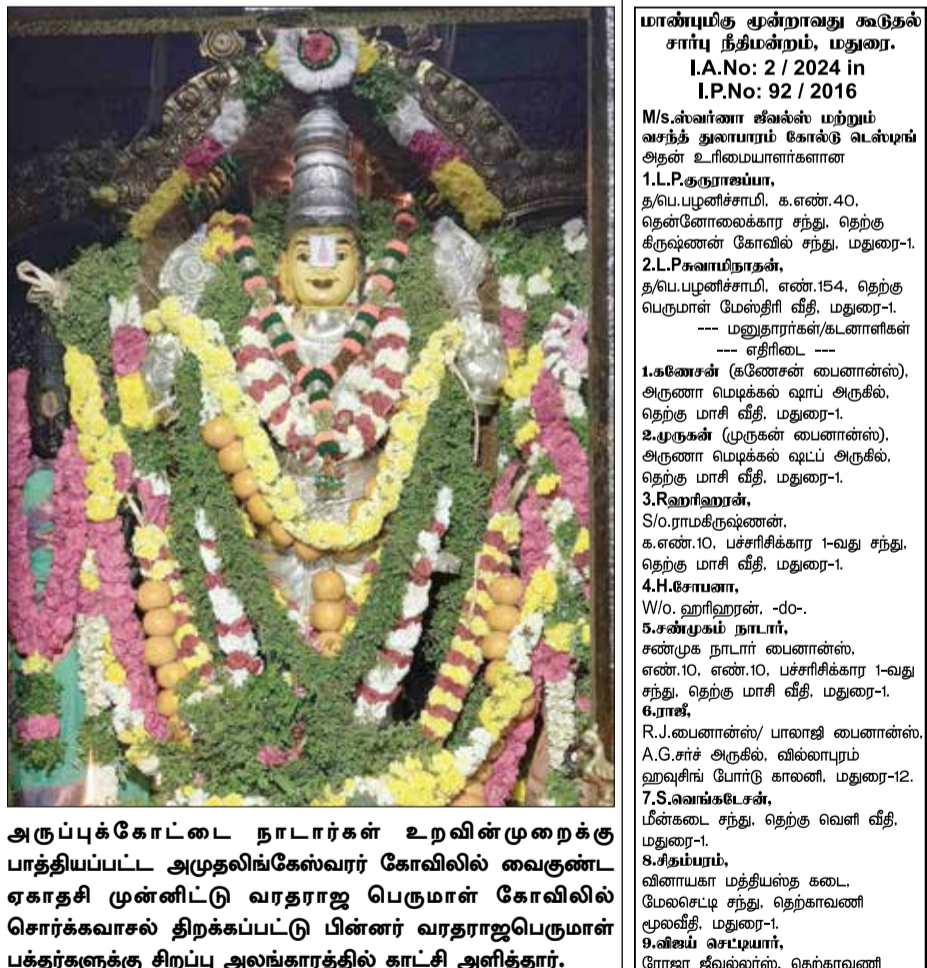 அருப்புக்கோட்டை நாடார்கள் உறவின்முறைக்கு
பாத்தியப்பட்ட அமுதலிங்கேஸ்வரர் கோவிலில் வைகுண்ட
ஏகாதசி முன்னிட்டு வரதராஜ பெருமாள் கோவிலில்
சொர்க்கவாசல் திறக்கப்பட்டு பின்னர் வரதராஜபெருமாள்
பக்தர்களுக்கு சிறப்பு அலங்காரத்தில் காட்சி அளித்தார்.
மாண்புமிகு மூன்றாவது கூடுதல்
சார்பு நீதிமன்றம், மதுரை.
I.A.No: 2 / 2024 in
I.P.No: 92 / 2016
M/s.ஸ்வர்ணா ஜீவல்ஸ் மற்றும்
வசந்த் துலாபாரம் கோல்டு டெஸ்டிங்
அதன் உரிமையாளர்களான
1.L.P.குருராஜப்பா,
த/பெ.பழனிச்சாமி, க.எண்.40,
தென்னோலைக்கார சந்து, தெற்கு
கிருஷ்ணன் கோவில் சந்து, மதுரை-1.
2.L.Pசுவாமிநாதன்,
த/பெ.பழனிச்சாமி, எண்.154, தெற்கு
பெருமாள் மேஸ்திரி வீதி, மதுரை-1.
--- மனுதாரர்கள்/கடனாளிகள்
--- எதிரிடை ---
1.கணேசன் (கணேசன் பைனான்ஸ்),
அருணா மெடிக்கல் ஷாப் அருகில்,
தெற்கு மாசி வீதி, மதுரை-1.
2.முருகன் (முருகன் பைனான்ஸ்),
அருணா மெடிக்கல் ஷட்ப் அருகில்,
தெற்கு மாசி வீதி, மதுரை-1.
3.Rஹரிஹரன்,
S/o.ராமகிருஷ்ணன்,
க.எண்.10, பச்சரிசிக்கார 1-வது சந்து,
தெற்கு மாசி வீதி, மதுரை-1.
4.H.சோபனா,
W/o. ஹரிஹரன், -do-.
5.சண்முகம் நாடார்,
சண்முக நாடார் பைனான்ஸ்,
எண்.10, எண்.10, பச்சரிசிக்கார 1-வது
சந்து, தெற்கு மாசி வீதி, மதுரை-1.
6.ராஜீ,
R.J.பைனான்ஸ்/ பாலாஜி பைனான்ஸ்,
A.G.சர்ச் அருகில், வில்லாபுரம்
ஹவுசிங் போர்டு காலனி, மதுரை-12.
7.S.வெங்கடேசன்,
மீன்கடை சந்து, தெற்கு வெளி வீதி,
மதுரை-1.
8.சிதம்பரம்,
வினாயகா மத்தியஸ்த கடை,
மேலசெட்டி சந்து, தெற்காவணி
மூலவீதி, மதுரை-1.
9.விஜய் செட்டியார்,
ரோஜா ஜீவல்லர்ஸ், தெற்காவணி